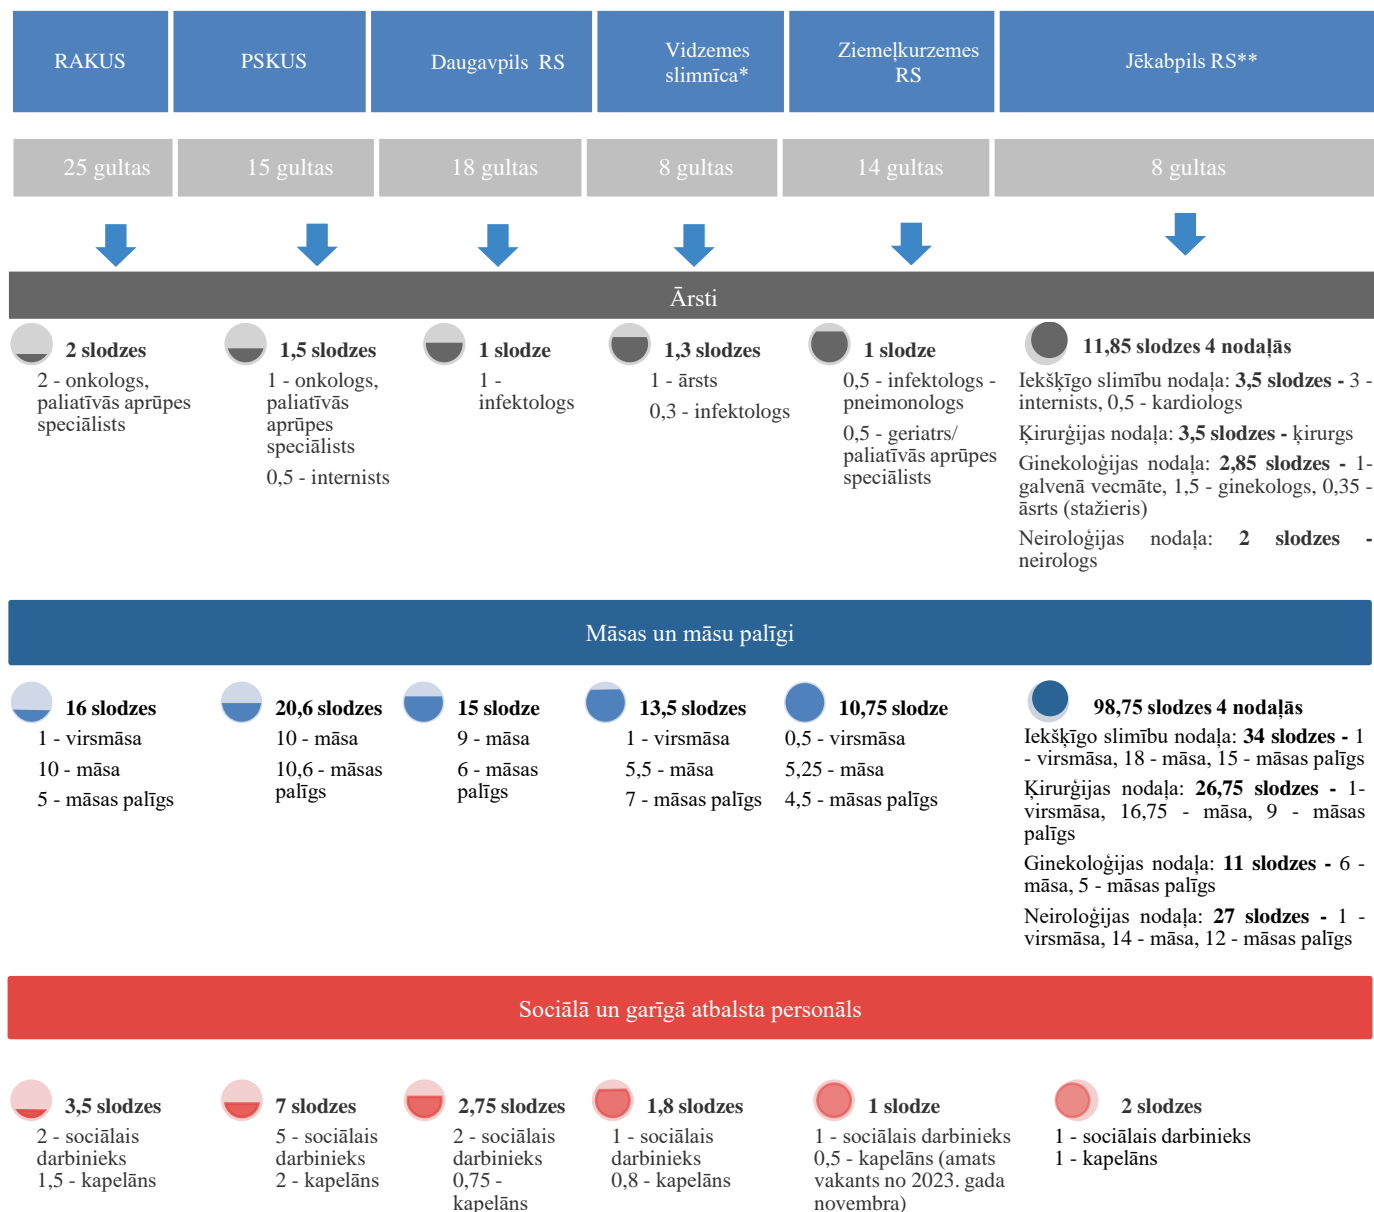 RAKUS
PSKUS
Daugavpils RS
Vidzemes
slimnīca*
Ziemeļkurzemes
RS
Jēkabpils RS**
25 gultas
15 gultas
18 gultas
8 gultas
14 gultas
8 gultas
Ārsti
2 slodzes
2 - onkologs,
paliatīvās aprūpes
speciālists
1,5 slodzes
1 - onkologs,
paliatīvās
aprūpes
speciālists
0,5 - internists
1 slodze
1 -
infektologs
1,3 slodzes
1 - ārsts
0,3 - infektologs
1 slodze
0,5 - infektologs -
pneimonologs
0,5 - geriatrs/
paliatīvās aprūpes
speciālists
11,85 slodzes 4 nodaļās
Iekšķīgo slimību nodaļa: 3,5 slodzes - 3 -
internists, 0,5 - kardiologs
Ķirurģijas nodaļa: 3,5 slodzes - ķirurgs
Ginekoloģijas nodaļa: 2,85 slodzes - 1-
galvenā vecmāte, 1,5 - ginekologs, 0,35 -
āsrts (stažieris)
Neiroloģijas nodaļa: 2 slodzes -
neirologs
Māsas un māsu palīgi
16 slodzes
1 - virsmāsa
10 - māsa
5 - māsas palīgs
20,6 slodzes
10 - māsa
10,6 - māsas
palīgs
15 slodze
9 - māsa
6 - māsas
palīgs
13,5 slodzes
1 - virsmāsa
5,5 - māsa
7 - māsas palīgs
10,75 slodze
0,5 - virsmāsa
5,25 - māsa
4,5 - māsas palīgs
98,75 slodzes 4 nodaļās
Iekšķīgo slimību nodaļa: 34 slodzes - 1
- virsmāsa, 18 - māsa, 15 - māsas palīgs
Ķirurģijas nodaļa: 26,75 slodzes - 1-
virsmāsa, 16,75 - māsa, 9 - māsas
palīgs
Ginekoloģijas nodaļa: 11 slodzes - 6 -
māsa, 5 - māsas palīgs
Neiroloģijas nodaļa: 27 slodzes - 1 -
virsmāsa, 14 - māsa, 12 - māsas palīgs
Sociālā un garīgā atbalsta personāls
3,5 slodzes
2 - sociālais
darbinieks
1,5 - kapelāns
7 slodzes
5 - sociālais
darbinieks
2 - kapelāns
2,75 slodzes
2 - sociālais
darbinieks
0,75 -
kapelāns
1,8 slodzes
1 - sociālais
darbinieks
0,8 - kapelāns
1 slodze
1 - sociālais darbinieks
0,5 - kapelāns (amats
vakants no 2023. gada
novembra)
2 slodzes
1 - sociālais darbinieks
1 - kapelāns